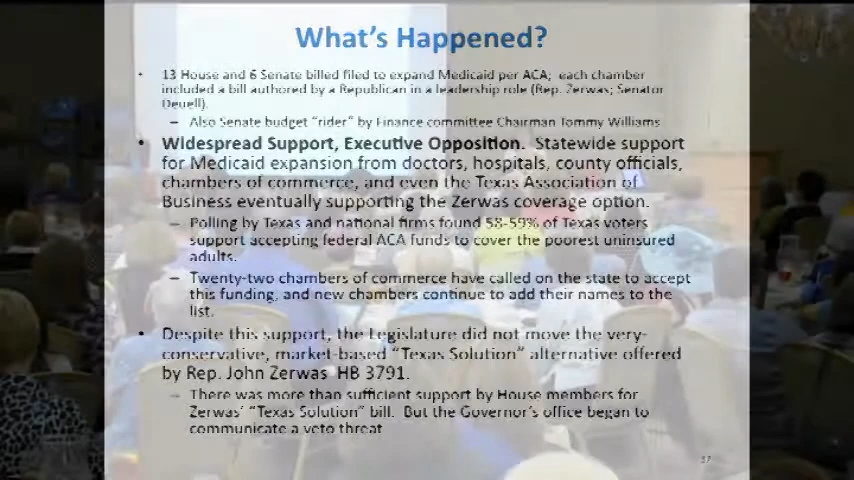 What's Happened?
• 13 House and 6 Senate billed filed to expand Medicaid per ACA; each chamber
included a bill authored by a Republican in a leadership role (Rep. Zerwas; Senator
Deuell).
– Also Senate budget "rider" by Finance committee Chairman Tommy Williams
• Widespread Support, Executive Opposition. Statewide support
for Medicaid expansion from doctors, hospitals, county officials,
chambers of commerce, and even the Texas Association of
Business eventually supporting the Zerwas coverage option.
– Polling by Texas and national firms found 58-59% of Texas voters
support accepting federal ACA funds to cover the poorest uninsured
adults.
– Twenty-two chambers of commerce have called on the state to accept
this funding, and new chambers continue to add their names to the
list.
• Despite this support, the Legislature did not move the very-
conservative, market-based "Texas Solution" alternative offered
by Rep. John Zerwas HB 3791.
– There was more than sufficient support by House members for
Zerwas' "Texas Solution" bill. But the Governor's office began to
communicate a veto threat
37